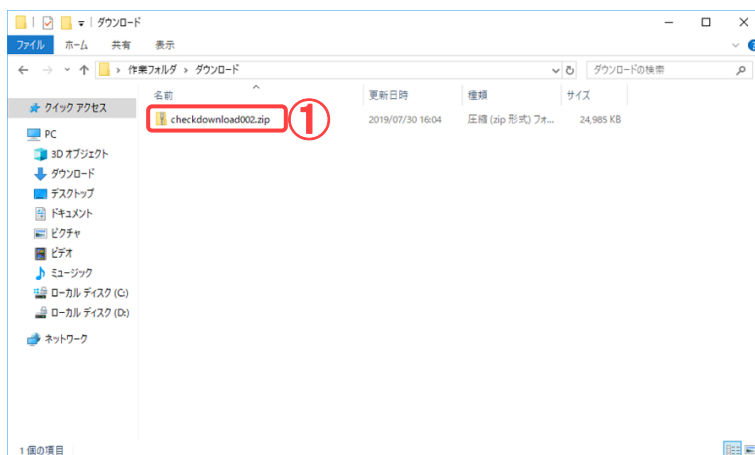 ダウンロード
ファイル ホーム 共有 表示
作業フォルダ › ダウンロード ダウンロードの検索
名前 更新日時 種類 サイズ
checkdownload002.zip 2019/07/30 16:04 圧縮 (zip 形式) フォ... 24,985 KB
①
クイック アクセス
PC
3D オブジェクト
ダウンロード
デスクトップ
ドキュメント
ピクチャ
ビデオ
ミュージック
ローカル ディスク (C:)
ローカル ディスク (D:)
ネットワーク
1 個の項目